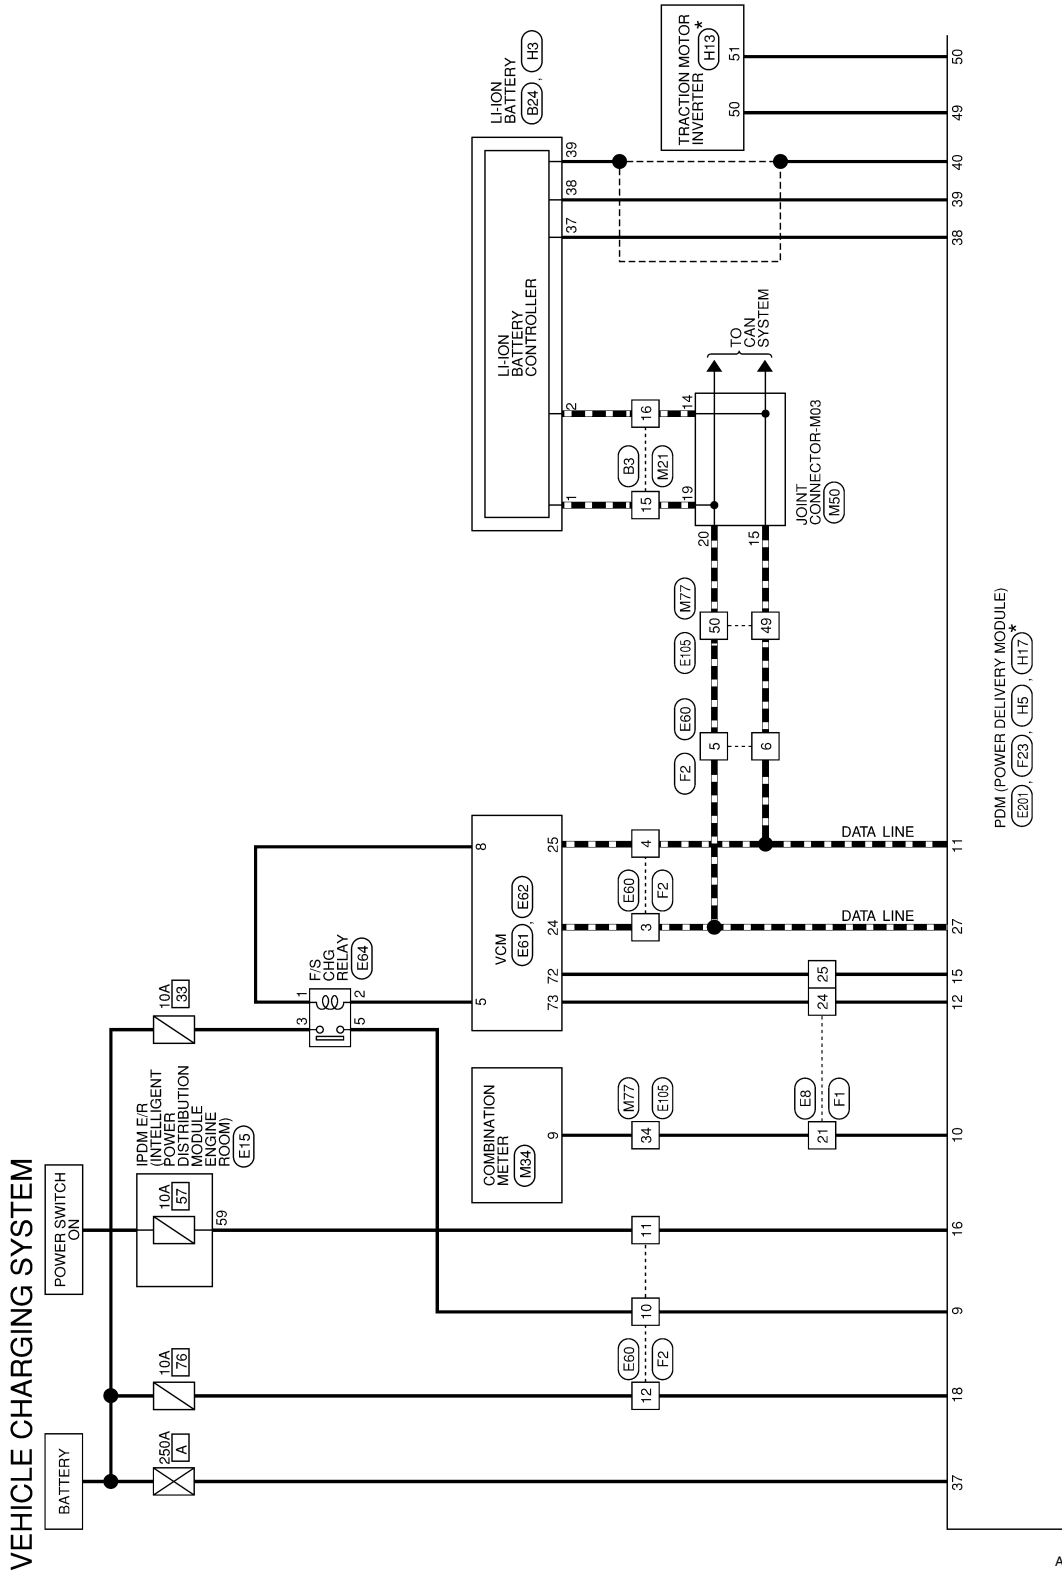 VEHICLE CHARGING SYSTEM
BATTERY
POWER SWITCH
ON
250A
A
10A
76
10A
57
59
IPDM E/R
(INTELLIGENT
POWER
DISTRIBUTION
MODULE
ENGINE
ROOM)
E15
10A
33
3
1
5
2
F/S
CHG
RELAY
E64
COMBINATION
METER
M34
9
5
8
VCM
E61 , E62
73
72
24
25
LI-ION
BATTERY
B24 , H3
LI-ION
BATTERY
CONTROLLER
1
2
37
38
39
12
10
11
E60
F2
34
M77
E105
3
4
E60
F2
15
16
B3
M21
TRACTION MOTOR
INVERTER
H13
*
50
51
F2
E60
E105
M77
5
6
50
49
20
15
19
14
TO
CAN
SYSTEM
JOINT
CONNECTOR-M03
M50
21
24
25
E8
F1
DATA LINE
DATA LINE
37
18
9
16
10
12
15
27
11
38
39
40
49
50
PDM (POWER DELIVERY MODULE)
E201 , F23 , H5 , H17
*
A